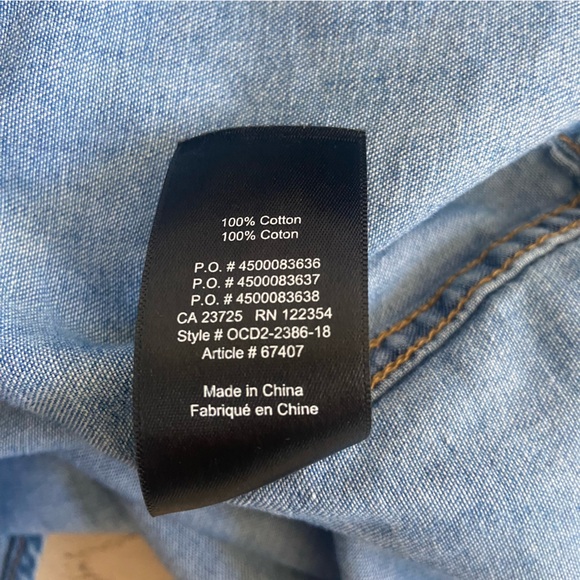 100% Cotton
100% Coton
P.O. # 4500083636
P.O. # 4500083637
P.O. # 4500083638
CA 23725 RN 122354
Style # OCD2-2386-18
Article # 67407
Made in China
Fabriqué en Chine